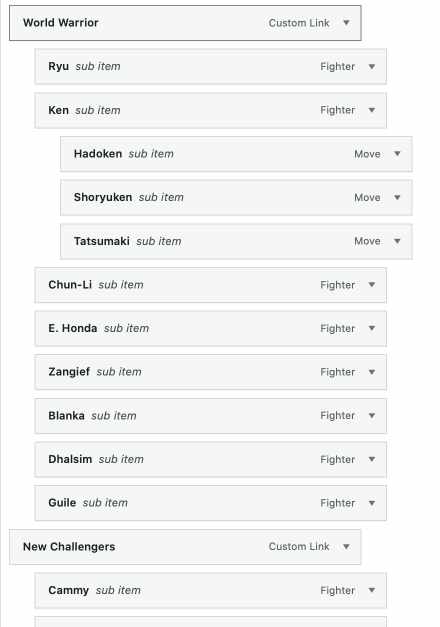 World Warrior Custom Link
Ryu sub item Fighter
Ken sub item Fighter
Hadoken sub item Move
Shoryuken sub item Move
Tatsumaki sub item Move
Chun-Li sub item Fighter
E. Honda sub item Fighter
Zangief sub item Fighter
Blanka sub item Fighter
Dhalsim sub item Fighter
Guile sub item Fighter
New Challengers Custom Link
Cammy sub item Fighter